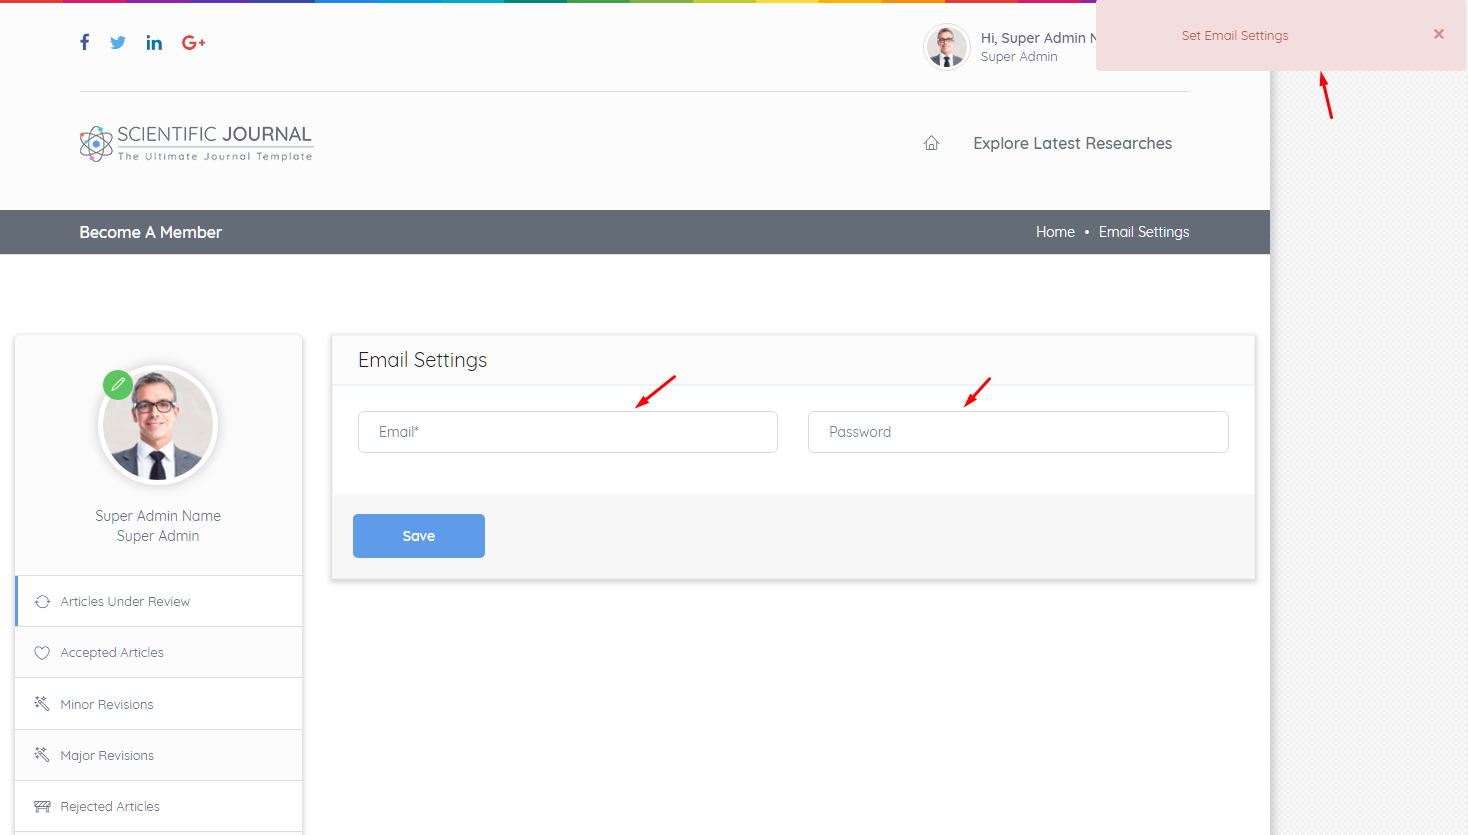 Hi, Super Admin N
Super Admin
Set Email Settings
SCIENTIFIC JOURNAL
The Ultimate Journal Template
Explore Latest Researches
Become A Member
Home • Email Settings
Email Settings
Email*
Password
Save
Super Admin Name
Super Admin
Articles Under Review
Accepted Articles
Minor Revisions
Major Revisions
Rejected Articles